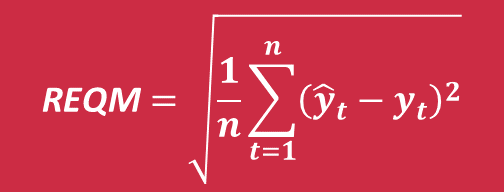 REQM = √(1/n ∑_{t=1}^{n} (ŷ_t − y_t)²)